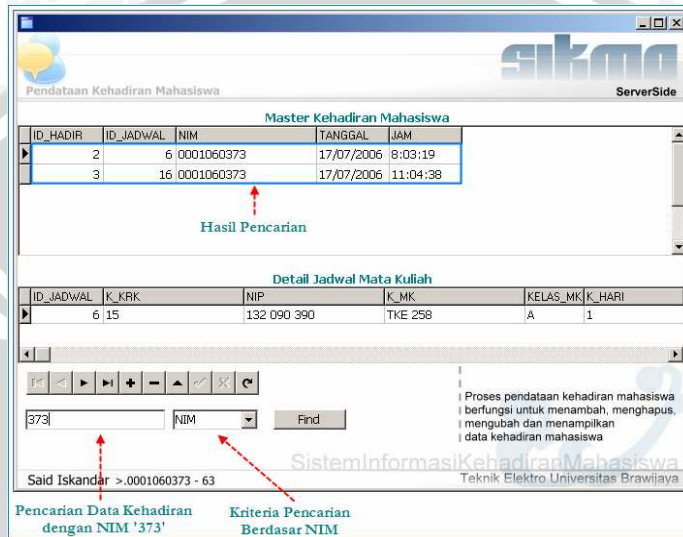 sikma
Pendataan Kehadiran Mahasiswa
ServerSide
Master Kehadiran Mahasiswa
ID_HADIR ID_JADWAL NIM TANGGAL JAM
2 6 0001060373 17/07/2006 8:03:19
3 16 0001060373 17/07/2006 11:04:38
Hasil Pencarian
Detail Jadwal Mata Kuliah
ID_JADWAL K_KRK NIP K_MK KELAS_MK K_HARI
6 15 132 090 390 TKE 258 A 1
373 NIM Find
Proses pendataan kehadiran mahasiswa
berfungsi untuk menambah, menghapus,
mengubah dan menampilkan
data kehadiran mahasiswa
SistemInformasiKehadiranMahasiswa
Said Iskandar >.0001060373 - 63
Teknik Elektro Universitas Brawijaya
Pencarian Data Kehadiran
dengan NIM '373'
Kriteria Pencarian
Berdasar NIM